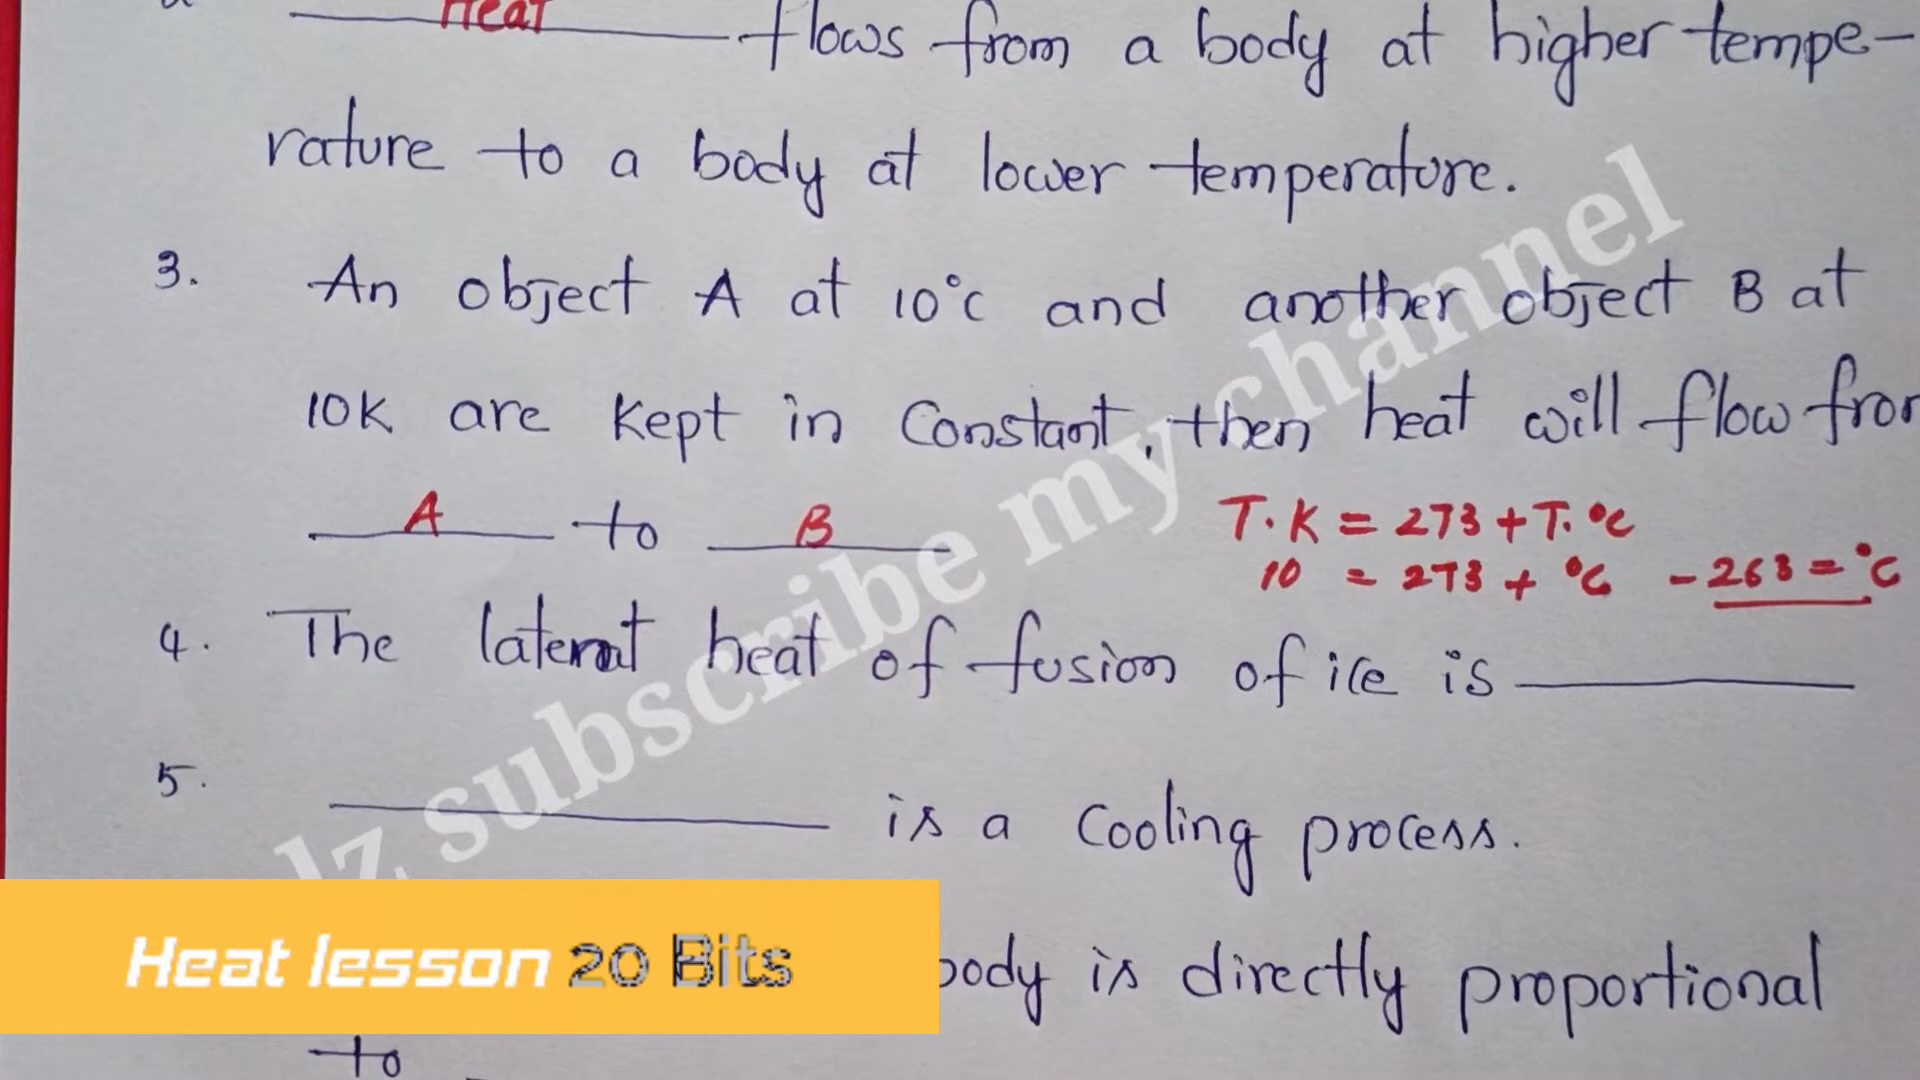 Heat flows from a body at higher tempe-
rature to a body at lower temperature.
3. An object A at 10°C and another object B at
10K are kept in Constant, then heat will flow from
A to B
T.K = 273 + T.°C
10 = 273 + °C -263 = °C
4. The latent heat of fusion of ice is
5. is a cooling process.
body is directly proportional
to
lz subscribe my channel
Heat lesson 20 Bits